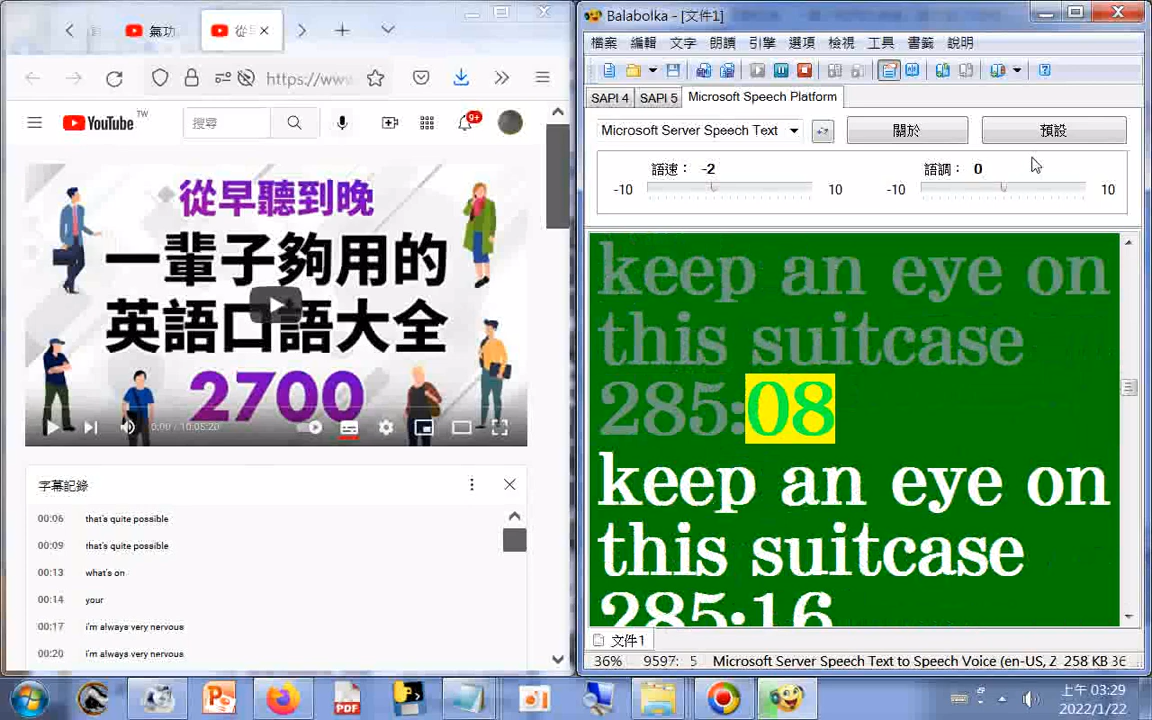 氣功
從
https://www
YouTube TW
搜尋
9+
從早聽到晚
一輩子夠用的
英語口語大全
2700
0:00 / 10:05:20
字幕記錄
00:06 that's quite possible
00:09 that's quite possible
00:13 what's on
00:14 your
00:17 i'm always very nervous
00:20 i'm always very nervous
Balabolka - [文件1]
檔案 編輯 文字 朗讀 引擎 選項 檢視 工具 書籤 說明
SAPI 4 SAPI 5 Microsoft Speech Platform
Microsoft Server Speech Text 關於 預設
語速： -2 語調： 0
-10 10 -10 10
keep an eye on
this suitcase
285:08
keep an eye on
this suitcase
285:16
文件1
36% 9597: 5 Microsoft Server Speech Text to Speech Voice (en-US, Z 258 KB 36
PDF
上午 03:29
2022/1/22